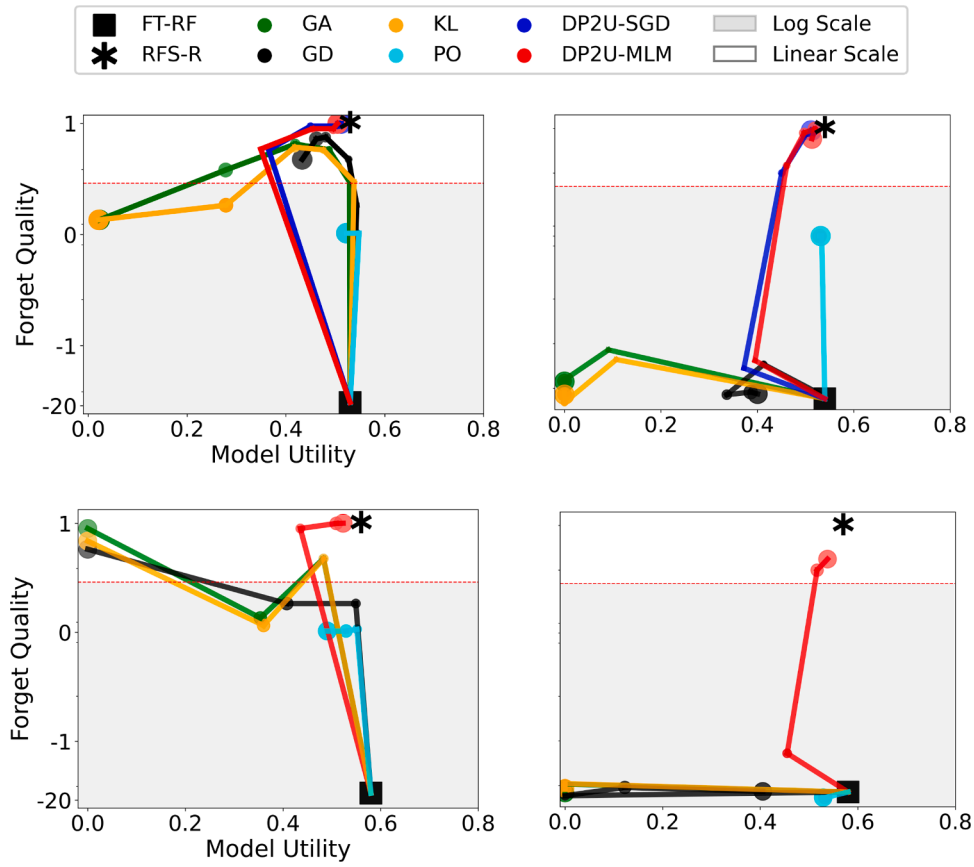 FT-RF GA KL DP2U-SGD Log Scale
RFS-R GD PO DP2U-MLM Linear Scale
Forget Quality
1
0
-1
-20
0.0 0.2 0.4 0.6 0.8
Model Utility
0.0 0.2 0.4 0.6 0.8
Forget Quality
1
0
-1
-20
0.0 0.2 0.4 0.6 0.8
Model Utility
0.0 0.2 0.4 0.6 0.8